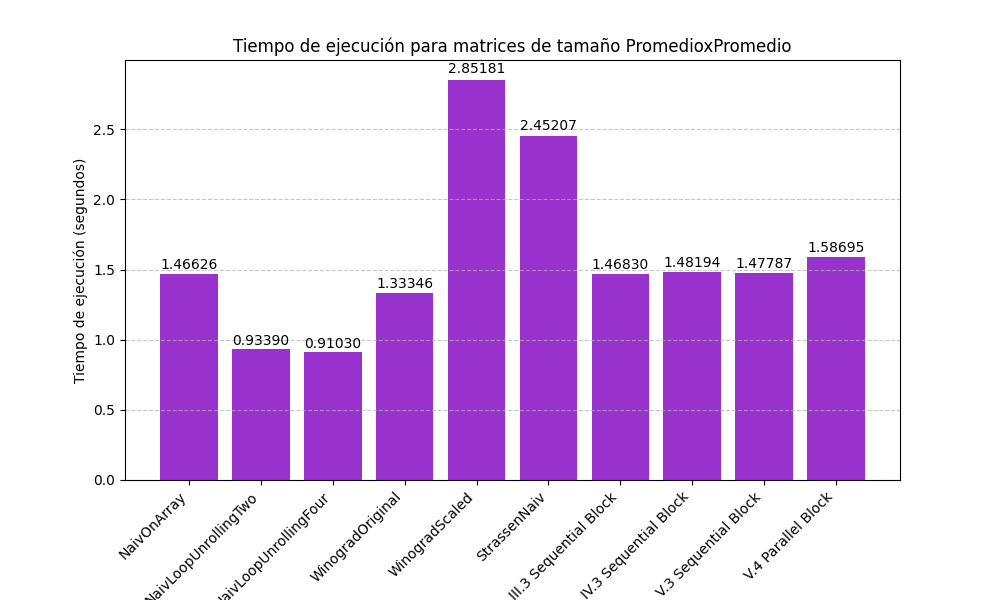 Tiempo de ejecución para matrices de tamaño PromedioxPromedio
Tiempo de ejecución (segundos)
2.5
2.0
1.5
1.0
0.5
0.0
1.46626
0.93390
0.91030
1.33346
2.85181
2.45207
1.46830
1.48194
1.47787
1.58695
NaivOnArray
NaivLoopUnrollingTwo
NaivLoopUnrollingFour
WinogradOriginal
WinogradScaled
StrassenNaiv
III.3 Sequential Block
IV.3 Sequential Block
V.3 Sequential Block
V.4 Parallel Block